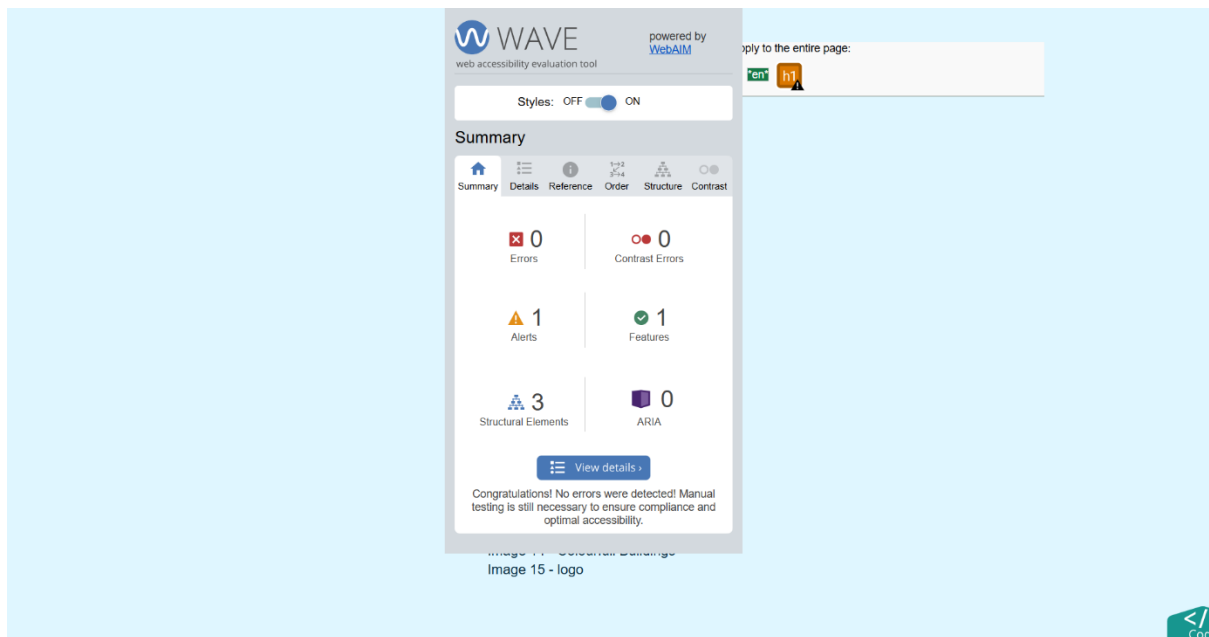 WAVE
powered by
WebAIM
web accessibility evaluation tool
ply to the entire page:
"en" h1
Styles: OFF ON
Summary
Summary Details Reference Order Structure Contrast
0 0
Errors Contrast Errors
1 1
Alerts Features
3 0
Structural Elements ARIA
View details ›
Congratulations! No errors were detected! Manual
testing is still necessary to ensure compliance and
optimal accessibility.
Image 15 - logo